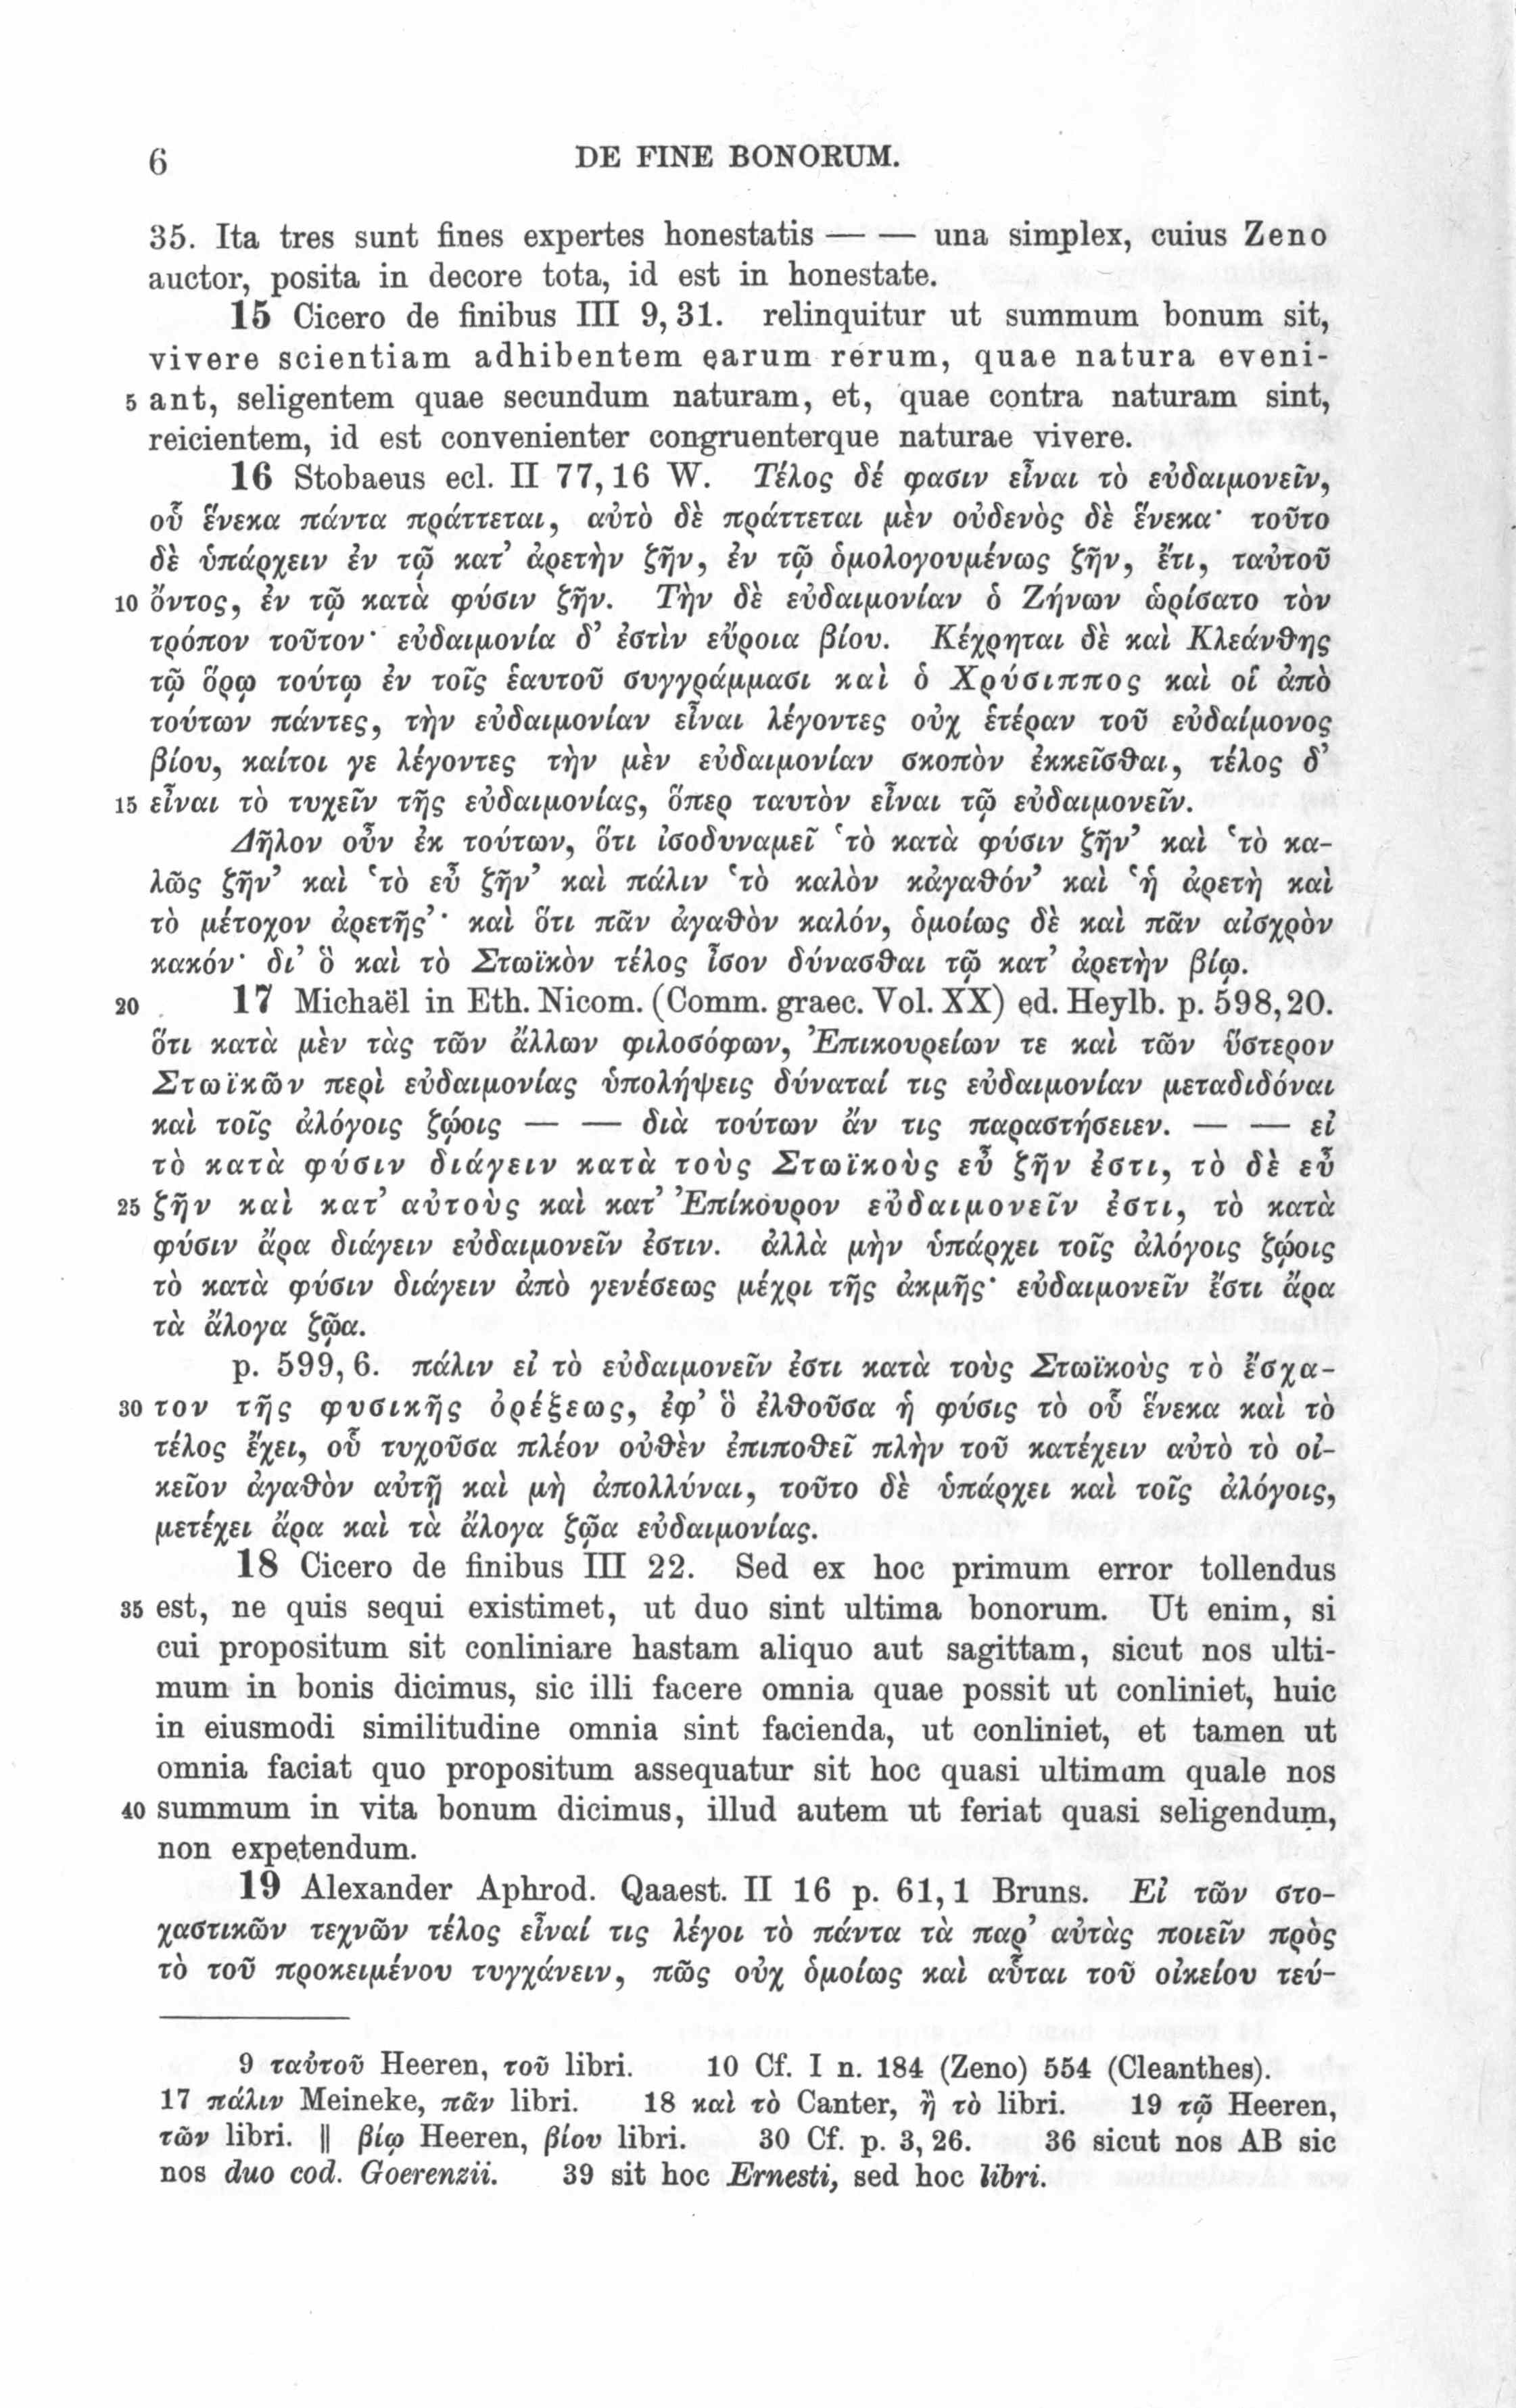 6 DE FINE BONORUM.
35. Ita tres sunt fines expertes honestatis — — una simplex, cuius Zeno
auctor, posita in decore tota, id est in honestate.
15 Cicero de finibus III 9, 31. relinquitur ut summum bonum sit,
vivere scientiam adhibentem earum rerum, quae natura eveni-
5 ant, seligentem quae secundum naturam, et, quae contra naturam sint,
reicientem, id est convenienter congruenterque naturae vivere.
16 Stobaeus ecl. II 77, 16 W. Τέλος δέ φασιν εἶναι τὸ εὐδαιμονεῖν,
οὗ ἕνεκα πάντα πράττεται, αὐτὸ δὲ πράττεται μὲν οὐδενὸς δὲ ἕνεκα· τοῦτο
δὲ ὑπάρχειν ἐν τῷ κατ’ ἀρετὴν ζῆν, ἐν τῷ ὁμολογουμένως ζῆν, ἔτι, ταὐτοῦ
10 ὄντος, ἐν τῷ κατὰ φύσιν ζῆν. Τὴν δὲ εὐδαιμονίαν ὁ Ζήνων ὡρίσατο τὸν
τρόπον τοῦτον· εὐδαιμονία δ’ ἐστὶν εὔροια βίου. Κέχρηται δὲ καὶ Κλεάνθης
τῷ ὅρῳ τούτῳ ἐν τοῖς ἑαυτοῦ συγγράμμασι καὶ ὁ Χρύσιππος καὶ οἱ ἀπὸ
τούτων πάντες, τὴν εὐδαιμονίαν εἶναι λέγοντες οὐχ ἑτέραν τοῦ εὐδαίμονος
βίου, καίτοι γε λέγοντες τὴν μὲν εὐδαιμονίαν σκοπὸν ἐκκεῖσθαι, τέλος δ’
15 εἶναι τὸ τυχεῖν τῆς εὐδαιμονίας, ὅπερ ταυτὸν εἶναι τῷ εὐδαιμονεῖν.
Δῆλον οὖν ἐκ τούτων, ὅτι ἰσοδυναμεῖ ‘τὸ κατὰ φύσιν ζῆν’ καὶ ‘τὸ κα-
λῶς ζῆν’ καὶ ‘τὸ εὖ ζῆν’ καὶ πάλιν ‘τὸ καλὸν κἀγαθόν’ καὶ ‘ἡ ἀρετὴ καὶ
τὸ μέτοχον ἀρετῆς’· καὶ ὅτι πᾶν ἀγαθὸν καλόν, ὁμοίως δὲ καὶ πᾶν αἰσχρὸν
κακόν· δι’ ὃ καὶ τὸ Στωϊκὸν τέλος ἶσον δύνασθαι τῷ κατ’ ἀρετὴν βίῳ.
20 17 Michaël in Eth. Nicom. (Comm. graec. Vol. XX) ed. Heylb. p. 598, 20.
ὅτι κατὰ μὲν τὰς τῶν ἄλλων φιλοσόφων, Ἐπικουρείων τε καὶ τῶν ὕστερον
Στωϊκῶν περὶ εὐδαιμονίας ὑπολήψεις δύναταί τις εὐδαιμονίαν μεταδιδόναι
καὶ τοῖς ἀλόγοις ζῴοις — — διὰ τούτων ἄν τις παραστήσειεν. — — εἰ
τὸ κατὰ φύσιν διάγειν κατὰ τοὺς Στωϊκοὺς εὖ ζῆν ἐστι, τὸ δὲ εὖ
25 ζῆν καὶ κατ’ αὐτοὺς καὶ κατ’ Ἐπίκουρον εὐδαιμονεῖν ἐστι, τὸ κατὰ
φύσιν ἄρα διάγειν εὐδαιμονεῖν ἐστιν. ἀλλὰ μὴν ὑπάρχει τοῖς ἀλόγοις ζῴοις
τὸ κατὰ φύσιν διάγειν ἀπὸ γενέσεως μέχρι τῆς ἀκμῆς· εὐδαιμονεῖν ἔστι ἄρα
τὰ ἄλογα ζῷα.
p. 599, 6. πάλιν εἰ τὸ εὐδαιμονεῖν ἐστι κατὰ τοὺς Στωϊκοὺς τὸ ἔσχα-
30 τον τῆς φυσικῆς ὀρέξεως, ἐφ’ ὃ ἐλθοῦσα ἡ φύσις τὸ οὗ ἕνεκα καὶ τὸ
τέλος ἔχει, οὗ τυχοῦσα πλέον οὐθὲν ἐπιποθεῖ πλὴν τοῦ κατέχειν αὐτὸ τὸ οἰ-
κεῖον ἀγαθὸν αὐτῇ καὶ μὴ ἀπολλύναι, τοῦτο δὲ ὑπάρχει καὶ τοῖς ἀλόγοις,
μετέχει ἄρα καὶ τὰ ἄλογα ζῷα εὐδαιμονίας.
18 Cicero de finibus III 22. Sed ex hoc primum error tollendus
35 est, ne quis sequi existimet, ut duo sint ultima bonorum. Ut enim, si
cui propositum sit conliniare hastam aliquo aut sagittam, sicut nos ulti-
mum in bonis dicimus, sic illi facere omnia quae possit ut conliniet, huic
in eiusmodi similitudine omnia sint facienda, ut conliniet, et tamen ut
omnia faciat quo propositum assequatur sit hoc quasi ultimum quale nos
40 summum in vita bonum dicimus, illud autem ut feriat quasi seligendum,
non expetendum.
19 Alexander Aphrod. Qaaest. II 16 p. 61, 1 Bruns. Εἰ τῶν στο-
χαστικῶν τεχνῶν τέλος εἶναί τις λέγοι τὸ πάντα τὰ παρ’ αὐτὰς ποιεῖν πρὸς
τὸ τοῦ προκειμένου τυγχάνειν, πῶς οὐχ ὁμοίως καὶ αὗται τοῦ οἰκείου τεύ-
9 ταὐτοῦ Heeren, τοῦ libri. 10 Cf. I n. 184 (Zeno) 554 (Cleanthes).
17 πάλιν Meineke, πᾶν libri. 18 καὶ τὸ Canter, ἢ τὸ libri. 19 τῷ Heeren,
τῶν libri. || βίῳ Heeren, βίου libri. 30 Cf. p. 3, 26. 36 sicut nos AB sic
nos duo cod. Goerenzii. 39 sit hoc Ernesti, sed hoc libri.